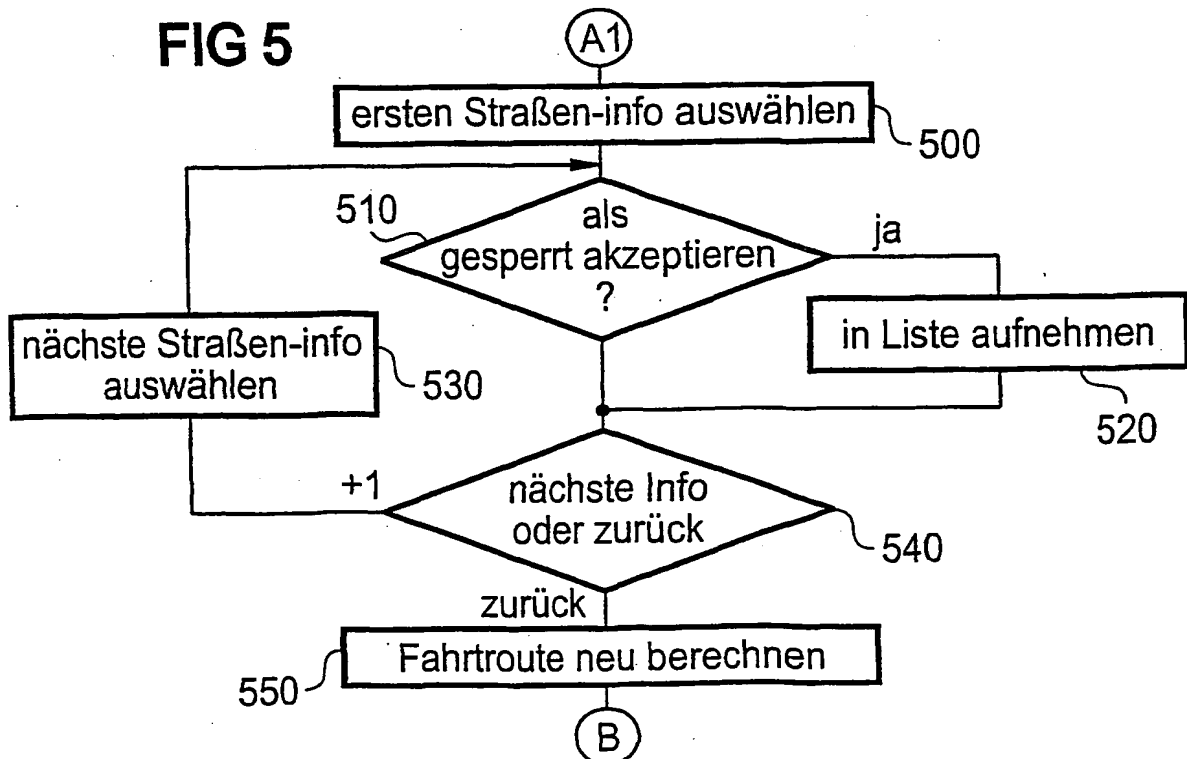 FIG 5
A1
ersten Straßen-info auswählen
500
510
als
gesperrt akzeptieren
?
ja
in Liste aufnehmen
520
nächste Straßen-info
auswählen
530
+1
nächste Info
oder zurück
540
zurück
Fahrtroute neu berechnen
550
B